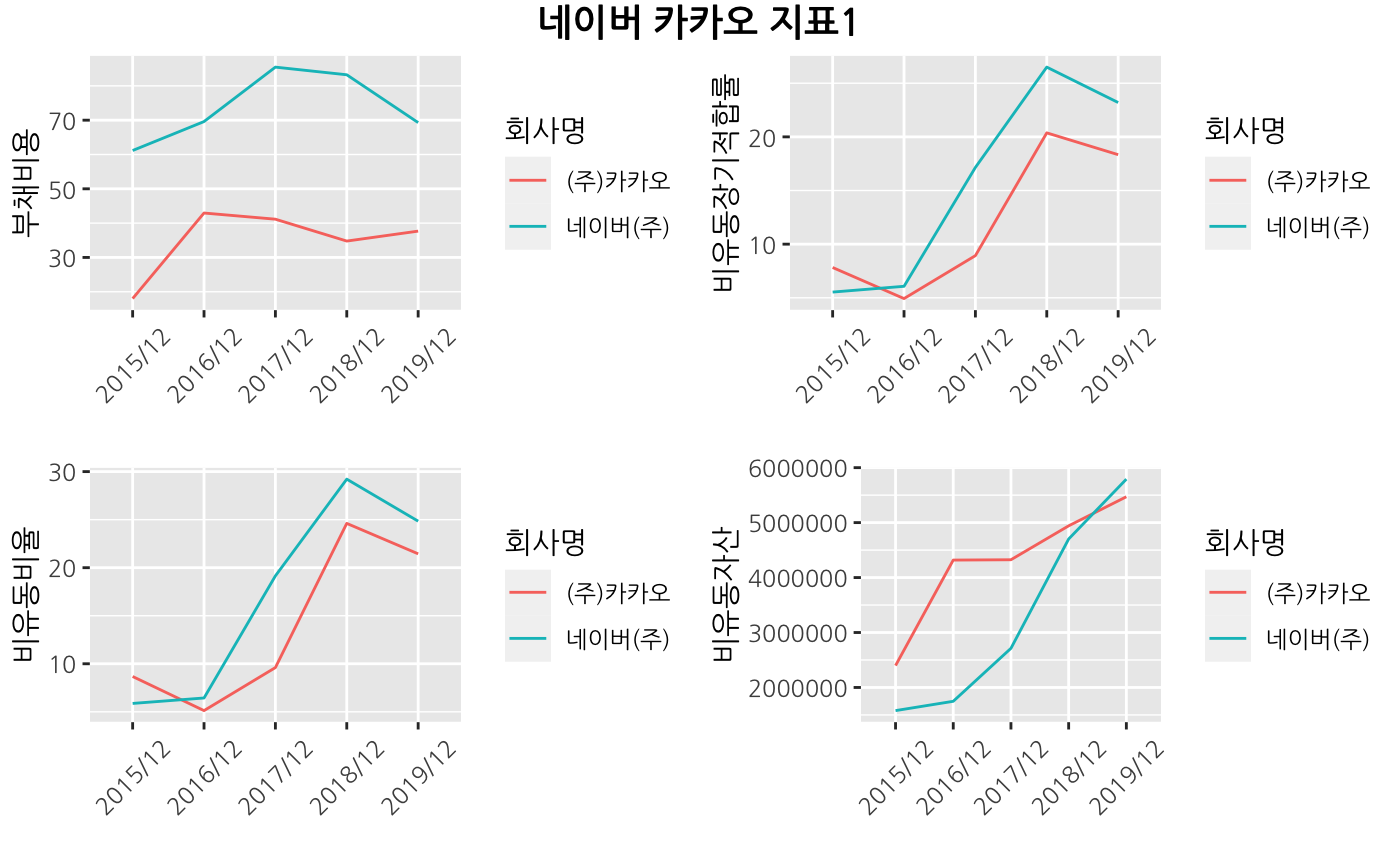 네이버 카카오 지표1
부채비용
70
50
30
2015/12
2016/12
2017/12
2018/12
2019/12
회사명
(주)카카오
네이버(주)
비유동장기적합률
20
10
2015/12
2016/12
2017/12
2018/12
2019/12
회사명
(주)카카오
네이버(주)
비유동비율
30
20
10
2015/12
2016/12
2017/12
2018/12
2019/12
회사명
(주)카카오
네이버(주)
비유동자산
6000000
5000000
4000000
3000000
2000000
2015/12
2016/12
2017/12
2018/12
2019/12
회사명
(주)카카오
네이버(주)